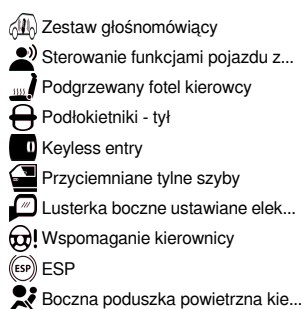 Zestaw głośnomówiący
Sterowanie funkcjami pojazdu z...
Podgrzewany fotel kierowcy
Podłokietniki - tył
Keyless entry
Przyciemniane tylne szyby
Lusterka boczne ustawiane elek...
Wspomaganie kierownicy
ESP ESP
Boczna poduszka powietrzna kie...